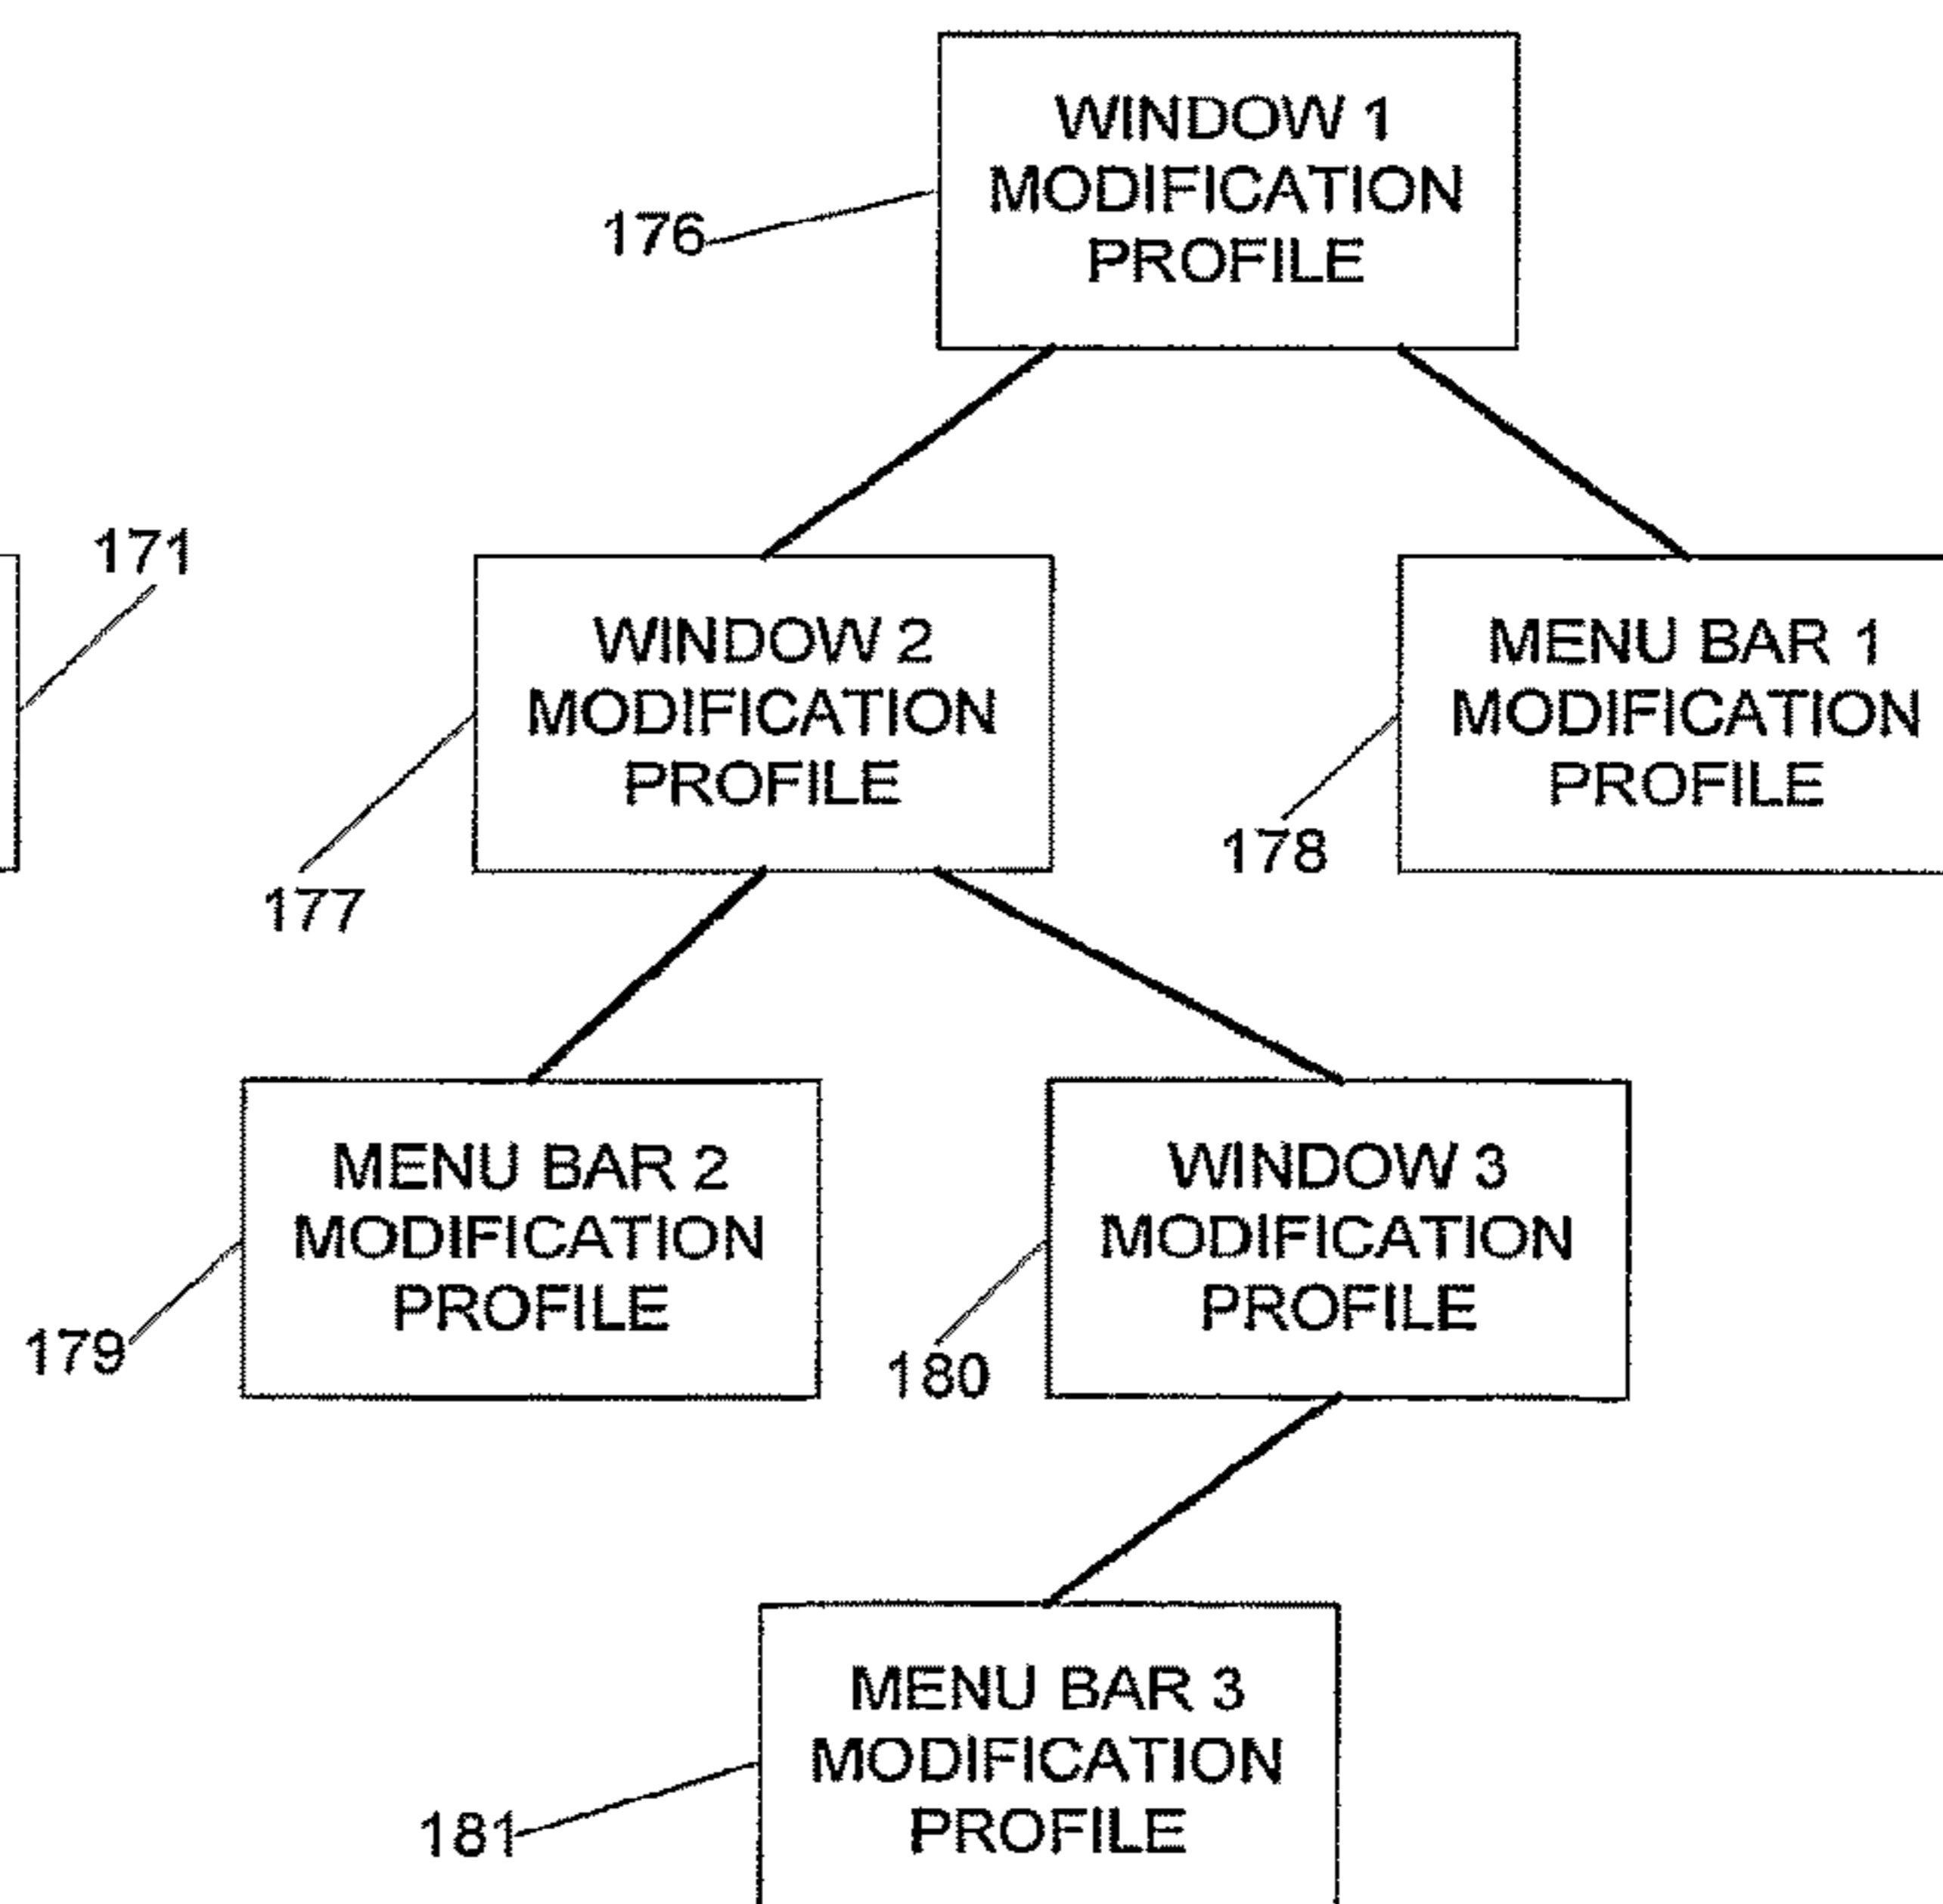 WINDOW 1
MODIFICATION
PROFILE
176
171
WINDOW 2
MODIFICATION
PROFILE
177
MENU BAR 1
MODIFICATION
PROFILE
178
MENU BAR 2
MODIFICATION
PROFILE
179
WINDOW 3
MODIFICATION
PROFILE
180
MENU BAR 3
MODIFICATION
PROFILE
181